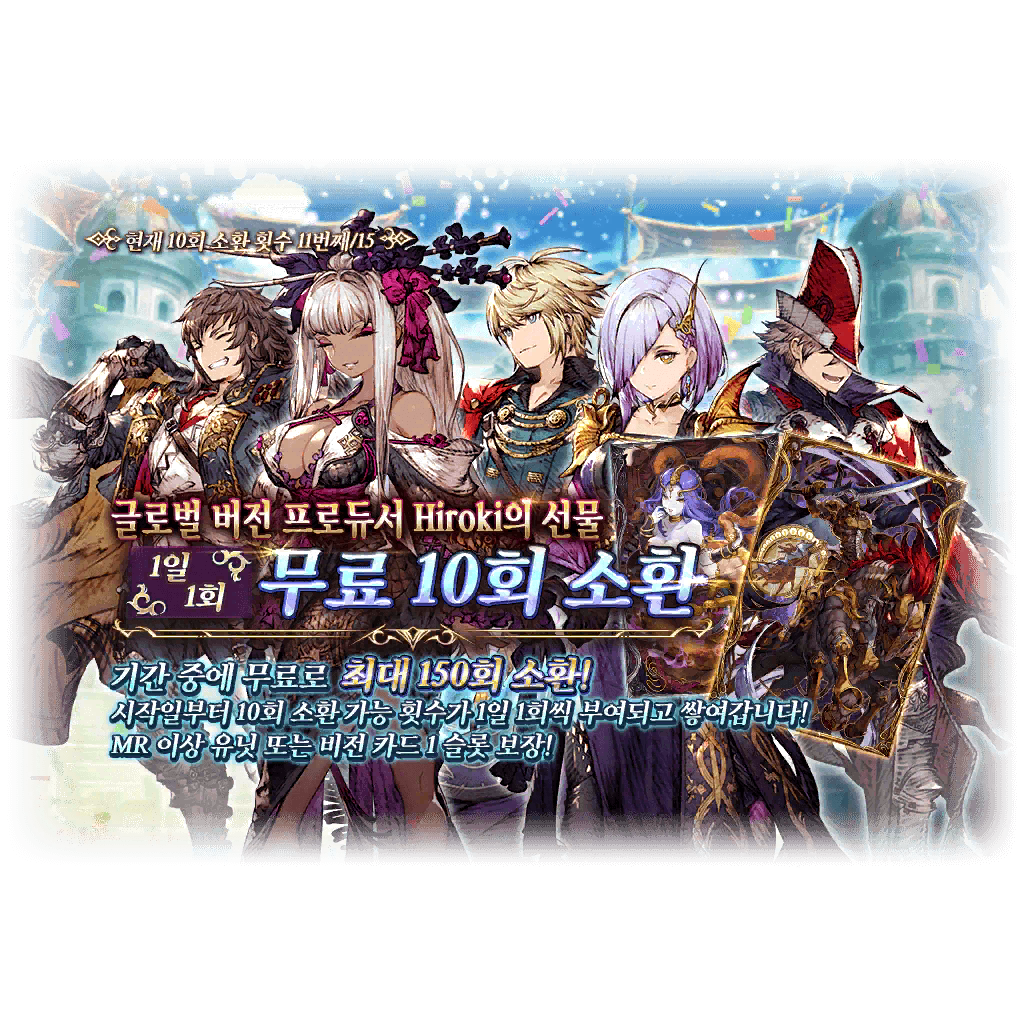 현재 10회 소환 횟수 11번째/15
글로벌 버전 프로듀서 Hiroki의 선물
1일
1회
무료 10회 소환
기간 중에 무료로 최대 150회 소환!
시작일부터 10회 소환 가능 횟수가 1일 1회씩 부여되고 쌓여갑니다!
MR 이상 유닛 또는 비전 카드 1 슬롯 보장!